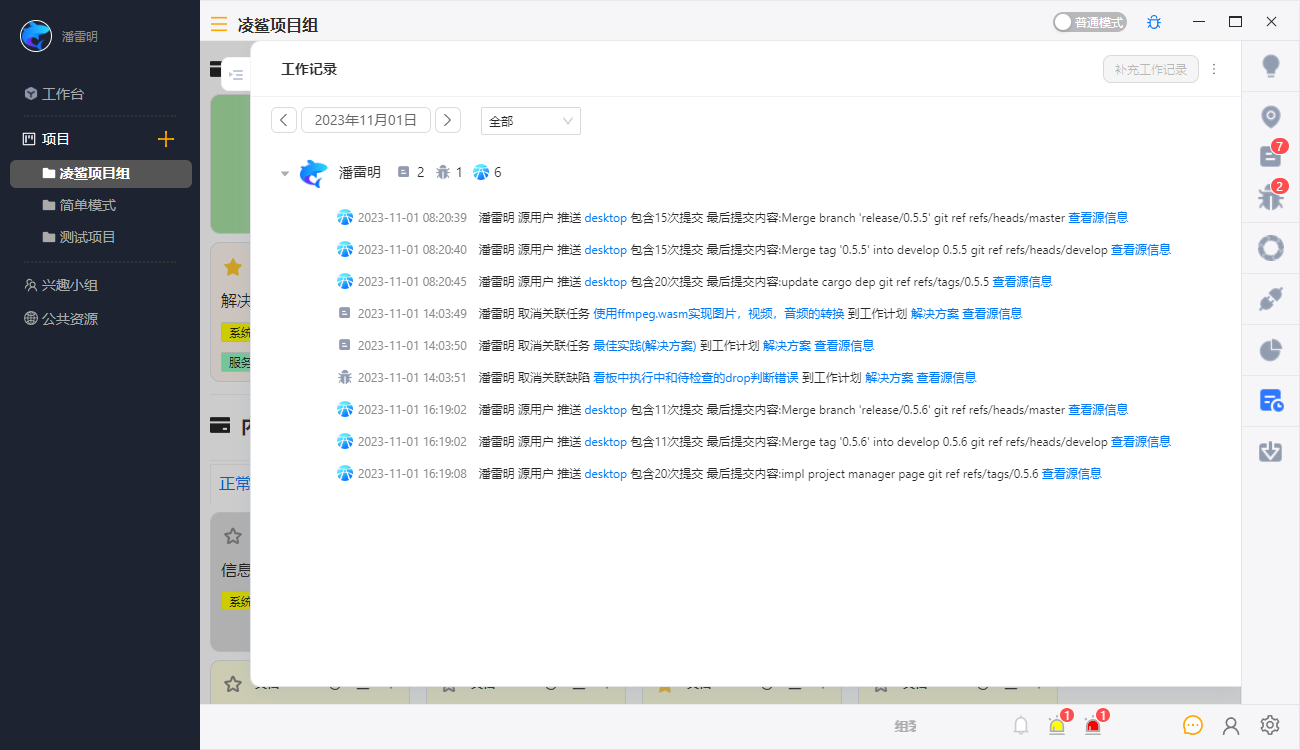 潘雷明
工作台
项目
凌鲨项目组
简单模式
测试项目
兴趣小组
公共资源
凌鲨项目组
普通模式
工作记录
补充工作记录
2023年11月01日
全部
潘雷明 2 1 6
2023-11-01 08:20:39 潘雷明 源用户 推送 desktop 包含15次提交 最后提交内容:Merge branch 'release/0.5.5' git ref refs/heads/master 查看源信息
2023-11-01 08:20:40 潘雷明 源用户 推送 desktop 包含15次提交 最后提交内容:Merge tag '0.5.5' into develop 0.5.5 git ref refs/heads/develop 查看源信息
2023-11-01 08:20:45 潘雷明 源用户 推送 desktop 包含20次提交 最后提交内容:update cargo dep git ref refs/tags/0.5.5 查看源信息
2023-11-01 14:03:49 潘雷明 取消关联任务 使用ffmpeg.wasm实现图片，视频，音频的转换 到工作计划 解决方案 查看源信息
2023-11-01 14:03:50 潘雷明 取消关联任务 最佳实践(解决方案) 到工作计划 解决方案 查看源信息
2023-11-01 14:03:51 潘雷明 取消关联缺陷 看板中执行中和待检查的drop判断错误 到工作计划 解决方案 查看源信息
2023-11-01 16:19:02 潘雷明 源用户 推送 desktop 包含11次提交 最后提交内容:Merge branch 'release/0.5.6' git ref refs/heads/master 查看源信息
2023-11-01 16:19:02 潘雷明 源用户 推送 desktop 包含11次提交 最后提交内容:Merge tag '0.5.6' into develop 0.5.6 git ref refs/heads/develop 查看源信息
2023-11-01 16:19:08 潘雷明 源用户 推送 desktop 包含20次提交 最后提交内容:impl project manager page git ref refs/tags/0.5.6 查看源信息
解决
系统
服务
内
正常
信息
系统
7
2
1
1